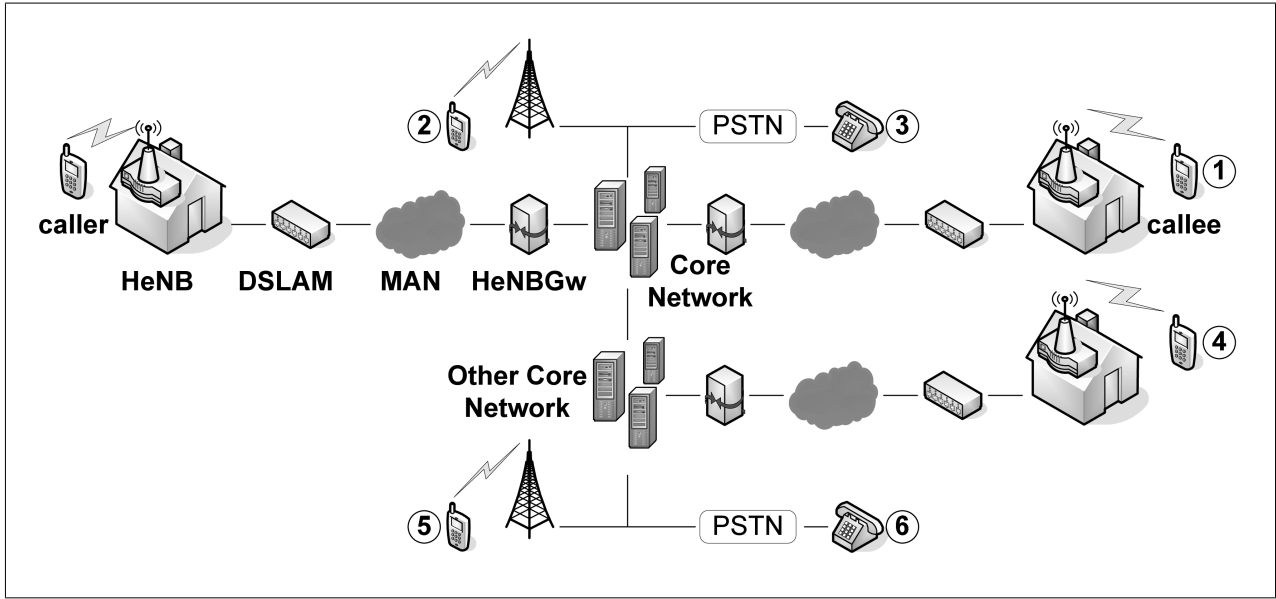 2
PSTN
3
1
caller
callee
HeNB
DSLAM
MAN
HeNBGw
Core
Network
4
Other Core
Network
5
PSTN
6